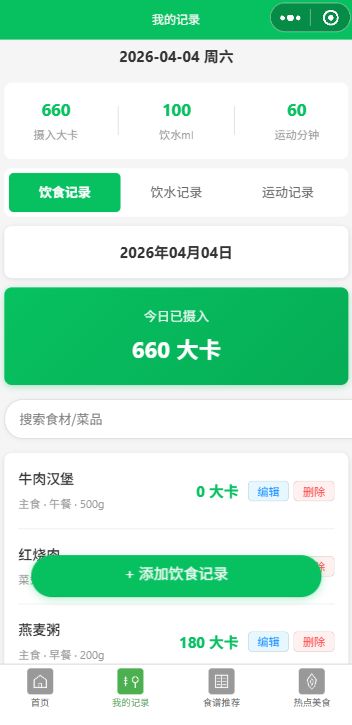 我的记录
2026-04-04 周六
660 100 60
摄入大卡 饮水ml 运动分钟
饮食记录 饮水记录 运动记录
2026年04月04日
今日已摄入
660 大卡
搜索食材/菜品
牛肉汉堡
主食 · 午餐 · 500g
0 大卡 编辑 删除
红烧肉
+ 添加饮食记录
燕麦粥
主食 · 早餐 · 200g
180 大卡 编辑 删除
首页 我的记录 食谱推荐 热点美食